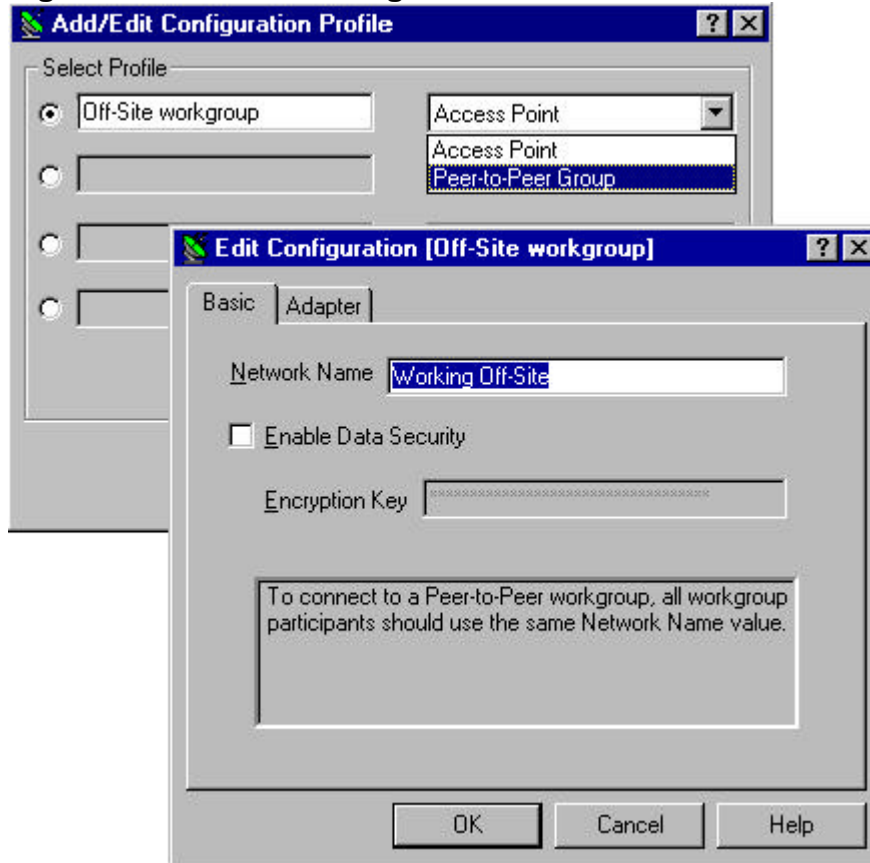 Add/Edit Configuration Profile
Select Profile
Off-Site workgroup
Access Point
Access Point
Peer-to-Peer Group
Edit Configuration [Off-Site workgroup]
Basic
Adapter
Network Name
Working Off-Site
Enable Data Security
Encryption Key
To connect to a Peer-to-Peer workgroup, all workgroup
participants should use the same Network Name value.
OK
Cancel
Help